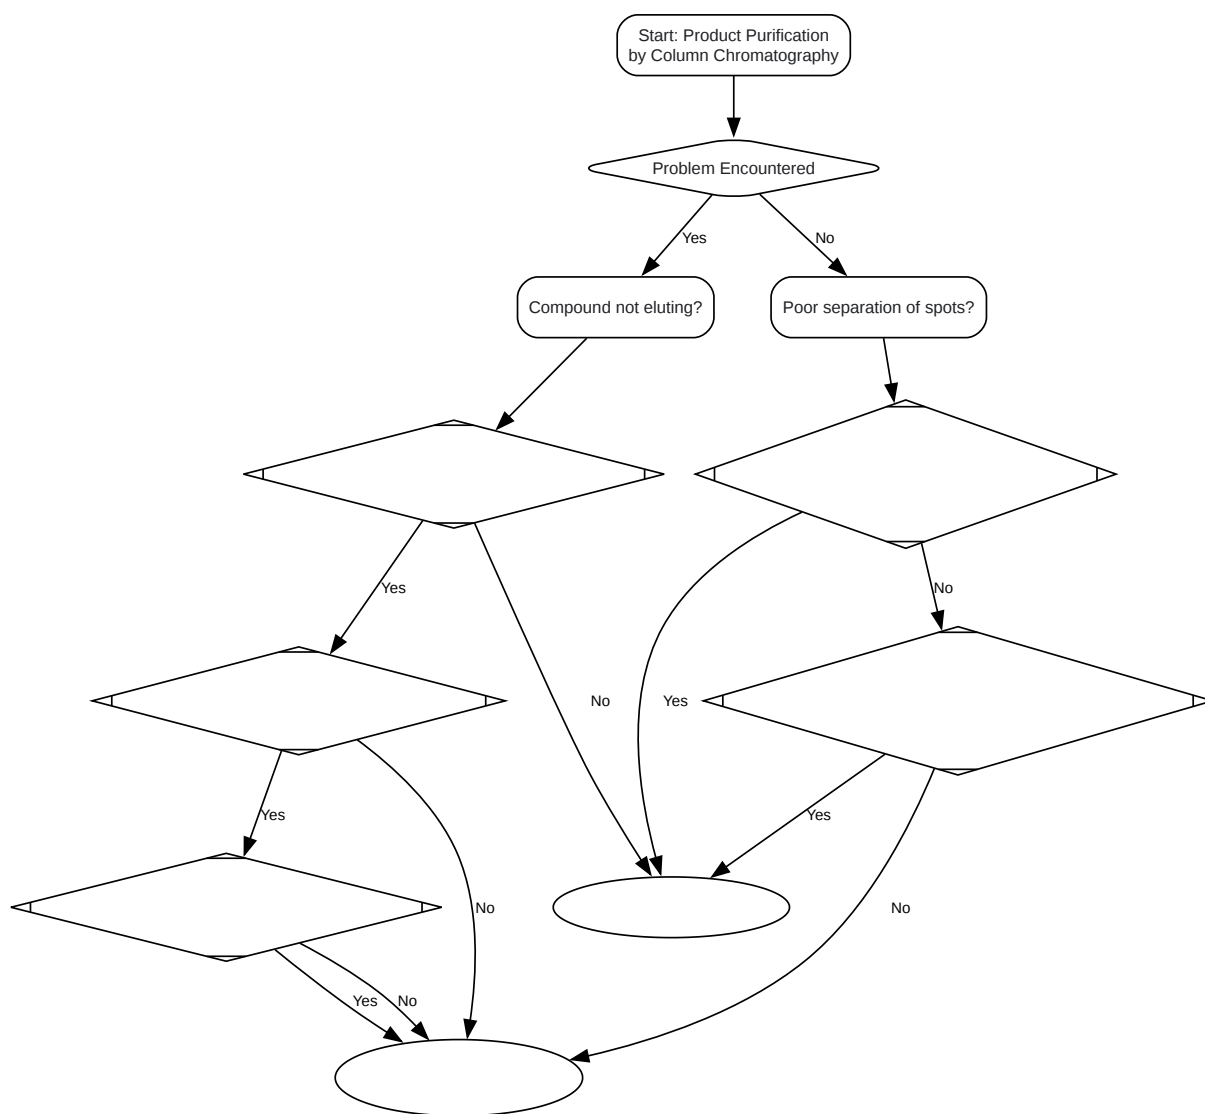 Start: Product Purification
by Column Chromatography
Problem Encountered
Yes
No
Compound not eluting?
Poor separation of spots?
Yes
No
No
Yes
Yes
Yes
No
No
Yes
No